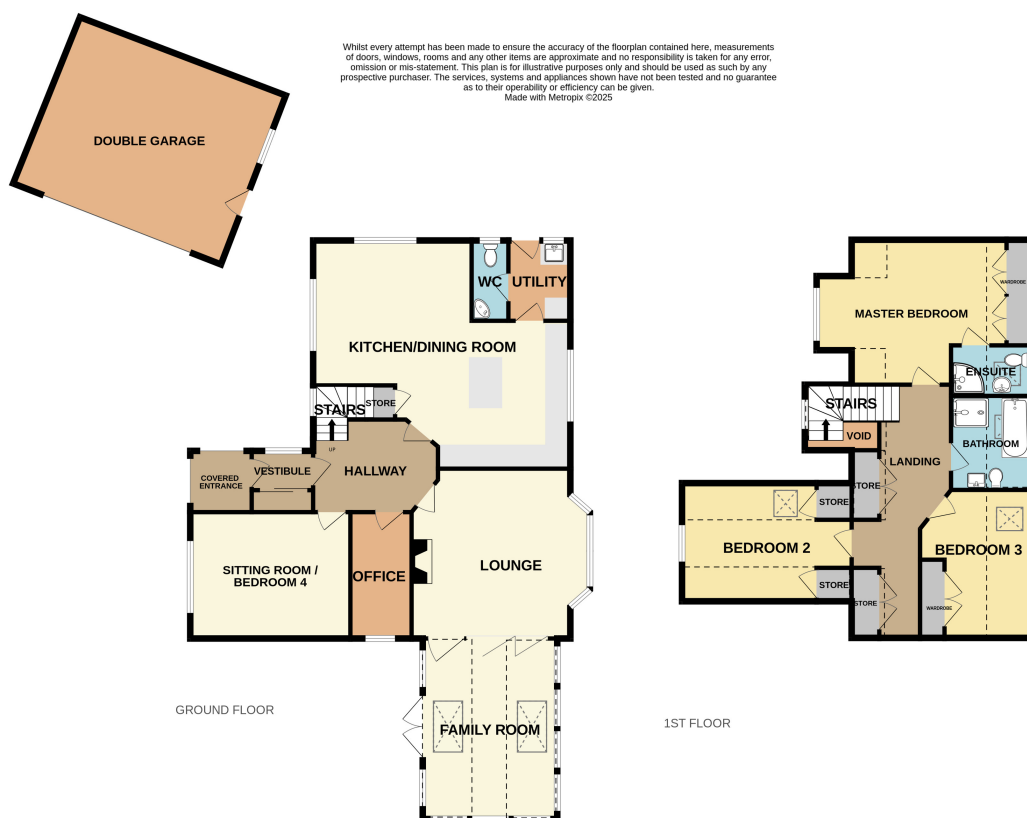 Whilst every attempt has been made to ensure the accuracy of the floorplan contained here, measurements
of doors, windows, rooms and any other items are approximate and no responsibility is taken for any error,
omission or mis-statement. This plan is for illustrative purposes only and should be used as such by any
prospective purchaser. The services, systems and appliances shown have not been tested and no guarantee
as to their operability or efficiency can be given.
Made with Metropix ©2025
DOUBLE GARAGE
WC
UTILITY
KITCHEN/DINING ROOM
STAIRS
STORE
UP
HALLWAY
VESTIBULE
COVERED
ENTRANCE
SITTING ROOM /
BEDROOM 4
OFFICE
LOUNGE
FAMILY ROOM
GROUND FLOOR
MASTER BEDROOM
WARDROBE
ENSUITE
STAIRS
VOID
BATHROOM
LANDING
STORE
STORE
BEDROOM 2
BEDROOM 3
STORE
STORE
WARDROBE
1ST FLOOR